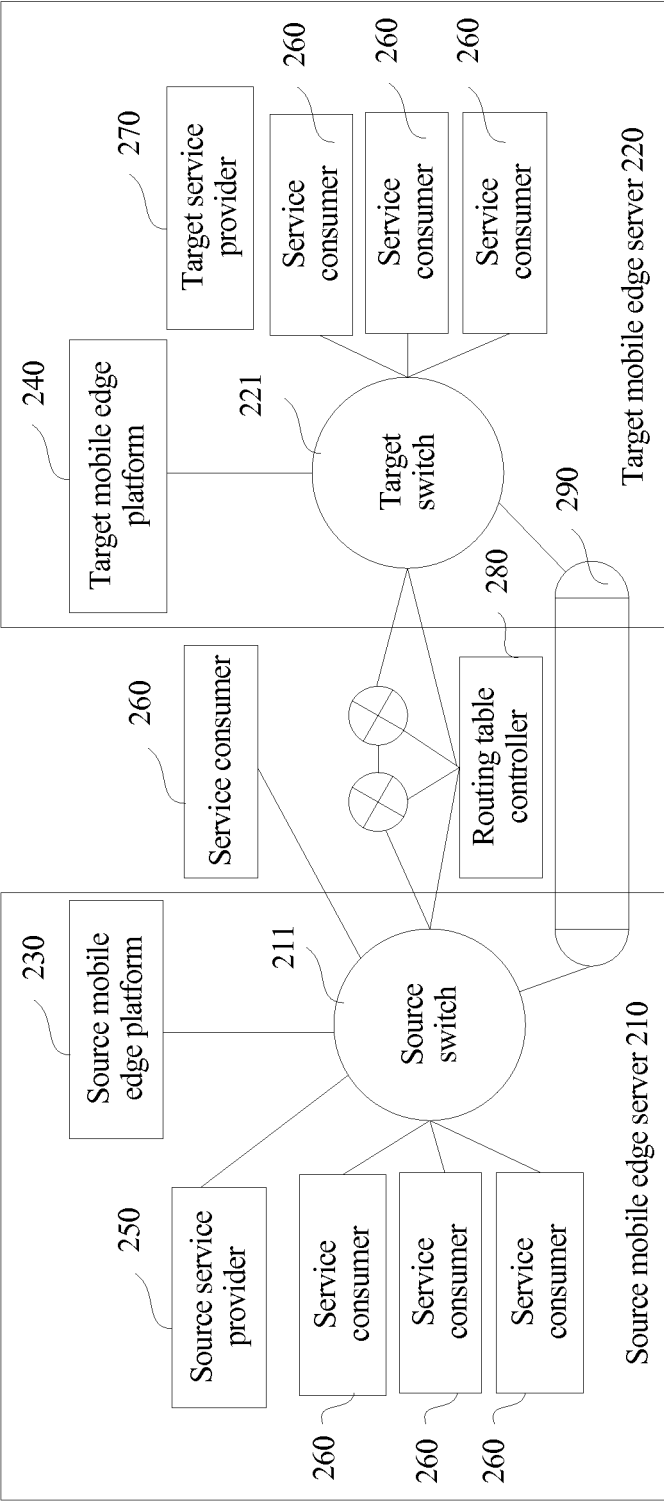 230
Source mobile
edge platform
250
Source service
provider
211
Source
switch
Service
consumer
260
Service
consumer
260
Service
consumer
260
Source mobile edge server 210
260
Service consumer
Routing table
controller
280
290
240
Target mobile edge
platform
270
Target service
provider
221
Target
switch
Service
consumer
260
Service
consumer
260
Service
consumer
260
Target mobile edge server 220